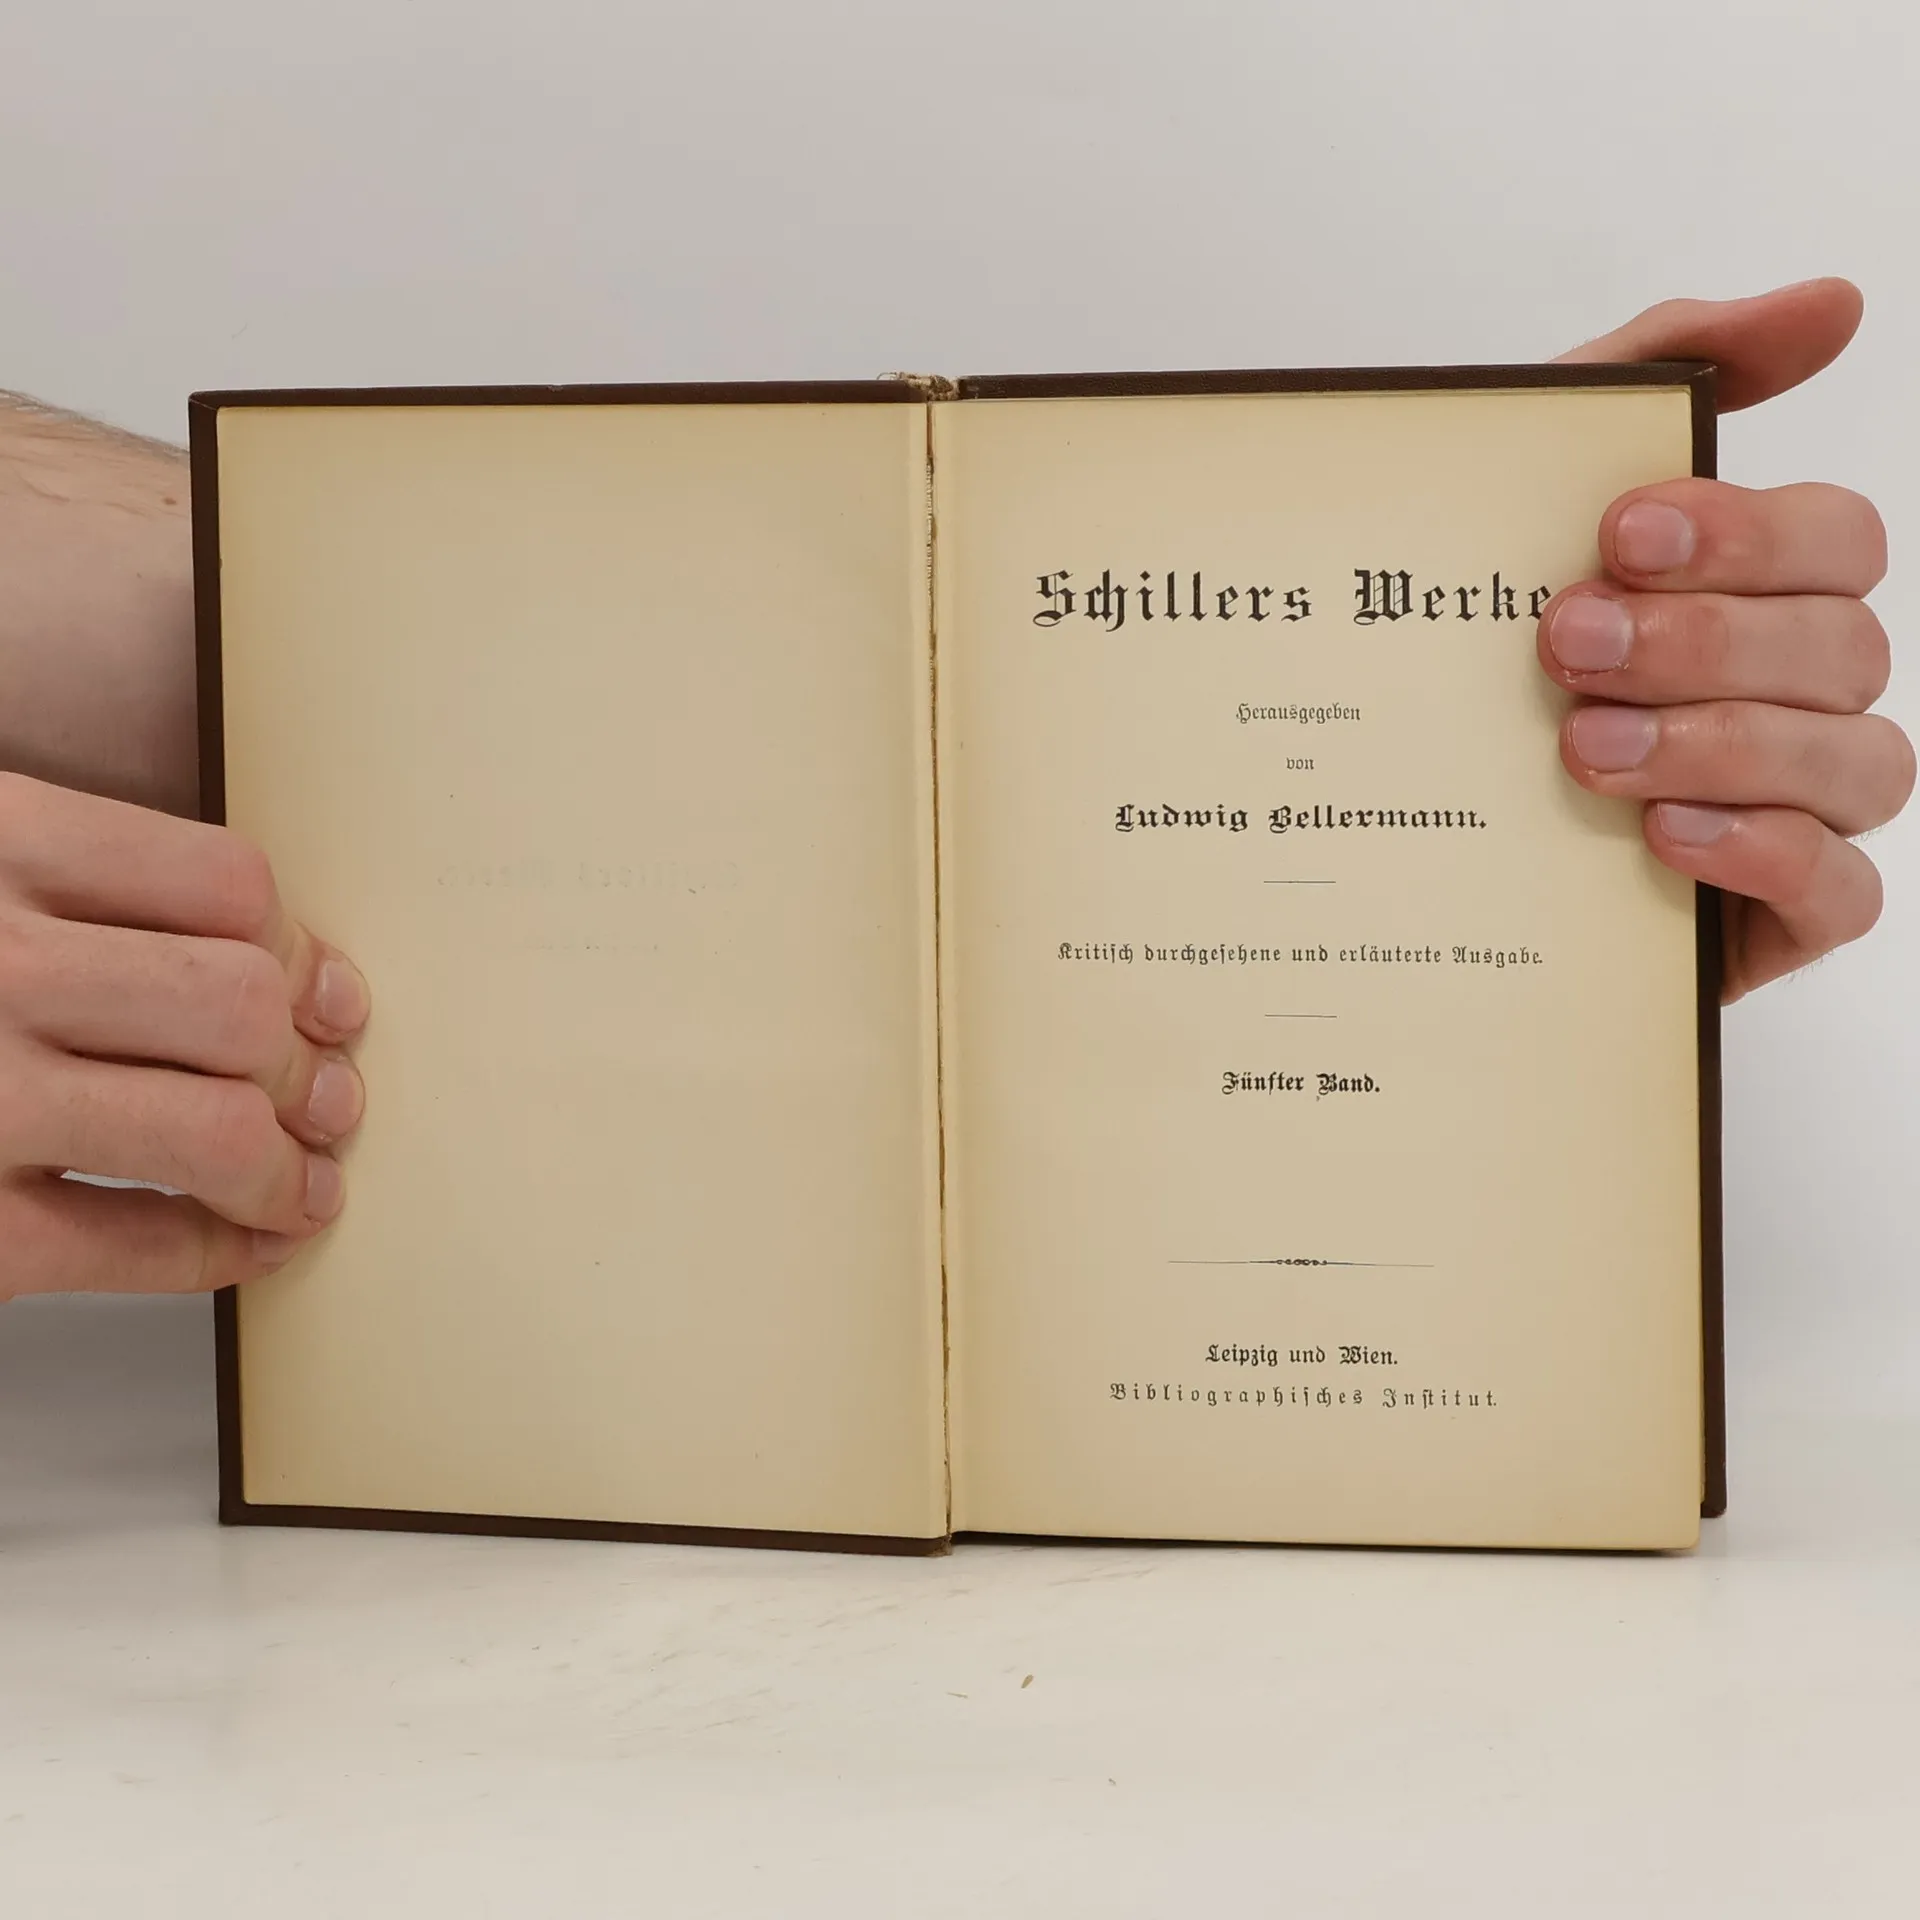 Schillers Werke
Herausgegeben
von
Ludwig Bellermann.
Kritisch durchgesehene und erläuterte Ausgabe.
Fünfter Band.
Leipzig und Wien.
Bibliographisches Institut.